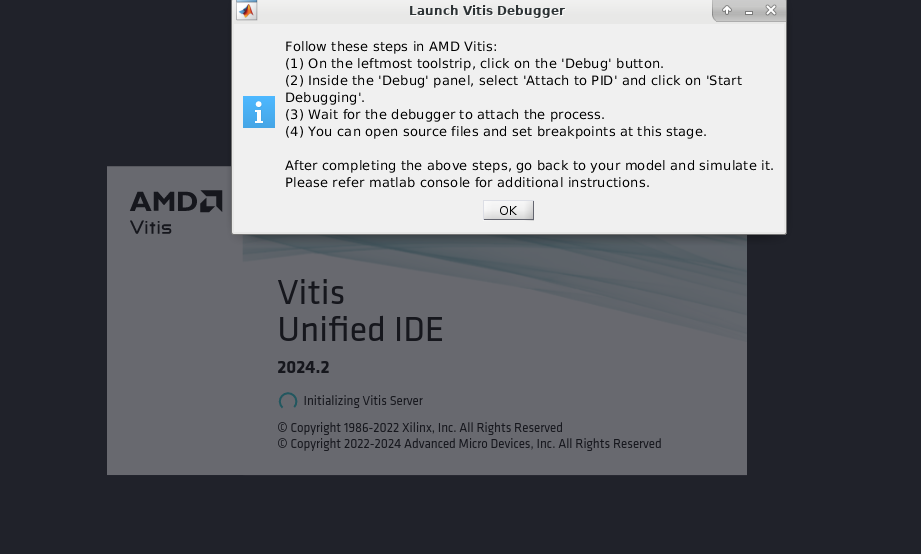 Launch Vitis Debugger
Follow these steps in AMD Vitis:
(1) On the leftmost toolstrip, click on the 'Debug' button.
(2) Inside the 'Debug' panel, select 'Attach to PID' and click on 'Start
Debugging'.
(3) Wait for the debugger to attach the process.
(4) You can open source files and set breakpoints at this stage.
After completing the above steps, go back to your model and simulate it.
Please refer matlab console for additional instructions.
OK
AMD
Vitis
Vitis
Unified IDE
2024.2
Initializing Vitis Server
© Copyright 1986-2022 Xilinx, Inc. All Rights Reserved
© Copyright 2022-2024 Advanced Micro Devices, Inc. All Rights Reserved